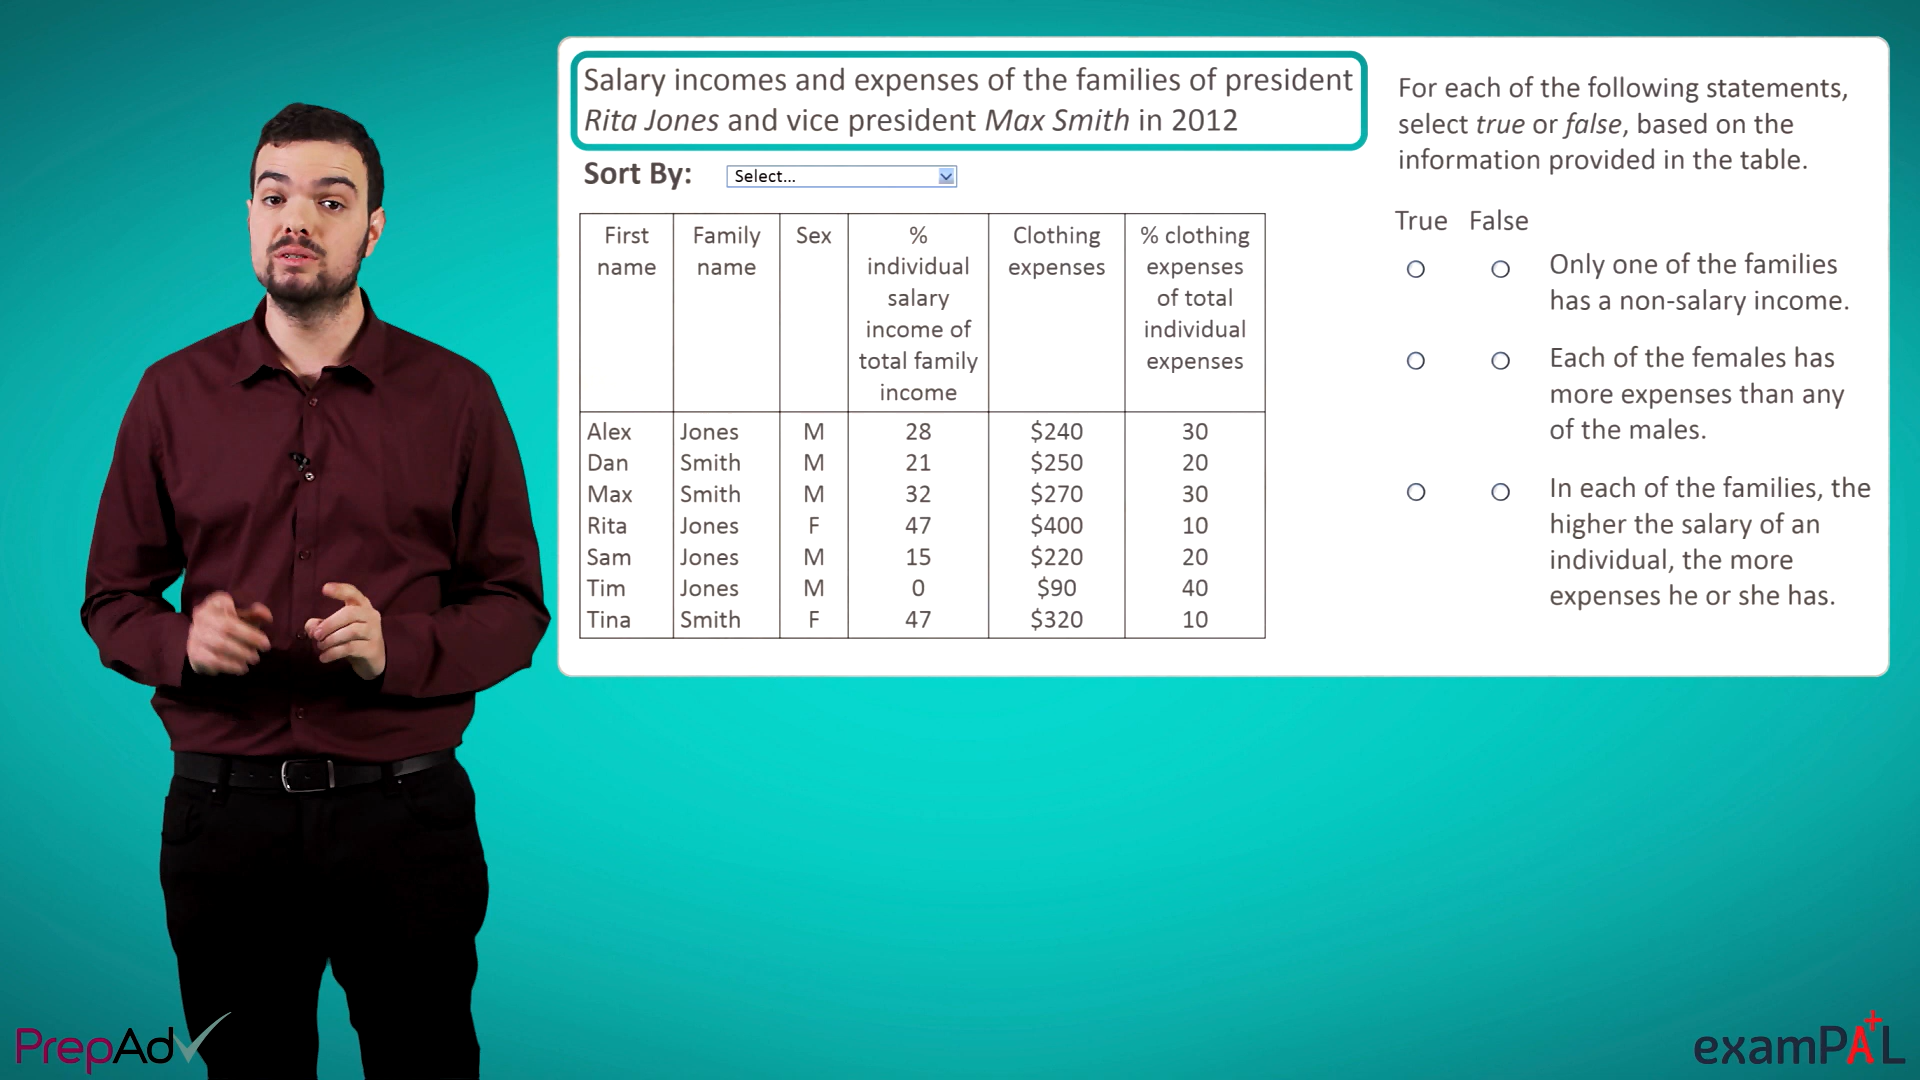 Salary incomes and expenses of the families of president
Rita Jones and vice president Max Smith in 2012
Sort By: Select...
First name Family name Sex % individual salary income of total family income Clothing expenses % clothing expenses of total individual expenses
Alex Jones M 28 $240 30
Dan Smith M 21 $250 20
Max Smith M 32 $270 30
Rita Jones F 47 $400 10
Sam Jones M 15 $220 20
Tim Jones M 0 $90 40
Tina Smith F 47 $320 10
For each of the following statements,
select true or false, based on the
information provided in the table.
True False
Only one of the families
has a non-salary income.
Each of the females has
more expenses than any
of the males.
In each of the families, the
higher the salary of an
individual, the more
expenses he or she has.
PrepAdv
examPAL